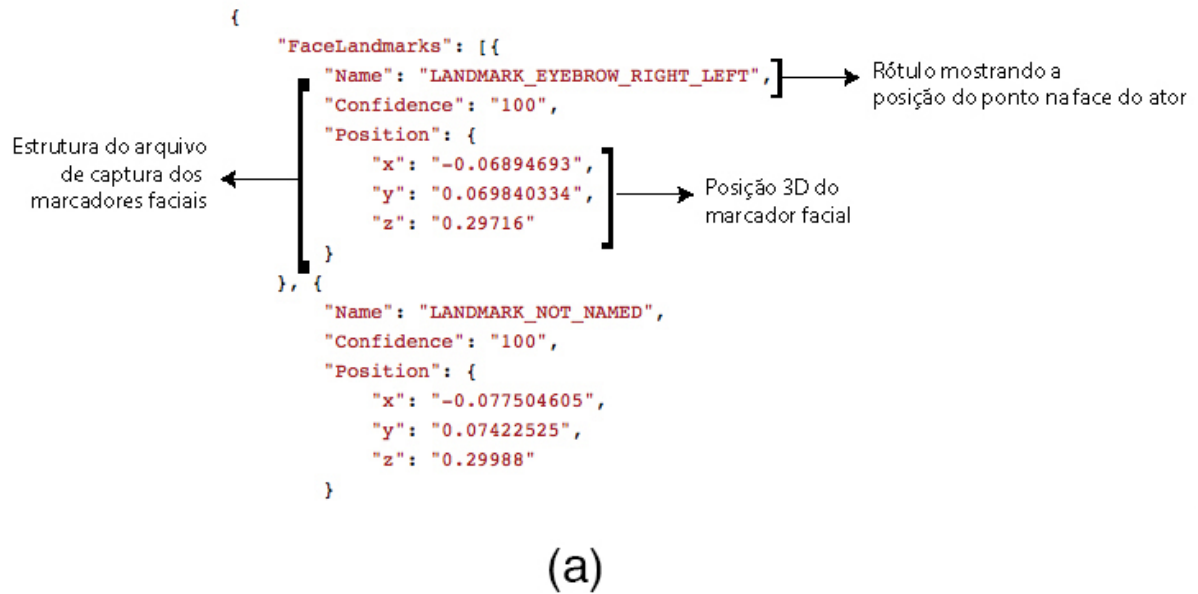 {
"FaceLandmarks": [{
"Name": "LANDMARK_EYEBROW_RIGHT_LEFT",
"Confidence": "100",
"Position": {
"x": "-0.06894693",
"y": "0.069840334",
"z": "0.29716"
}
}, {
"Name": "LANDMARK_NOT_NAMED",
"Confidence": "100",
"Position": {
"x": "-0.077504605",
"y": "0.07422525",
"z": "0.29988"
}
Rótulo mostrando a
posição do ponto na face do ator
Estrutura do arquivo
de captura dos
marcadores faciais
Posição 3D do
marcador facial
(a)